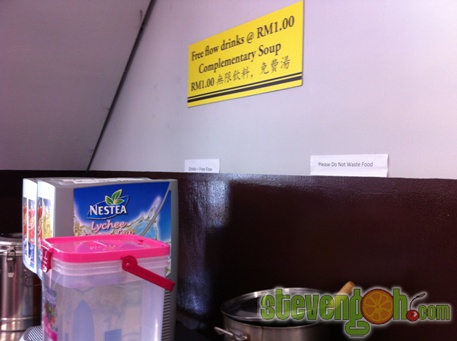 Free flow drinks @ RM1.00
Complementary Soup
RM1.00 無限飲料，免費湯
Please Do Not Waste Food
NESTEA
Lychee
stevengoh.com